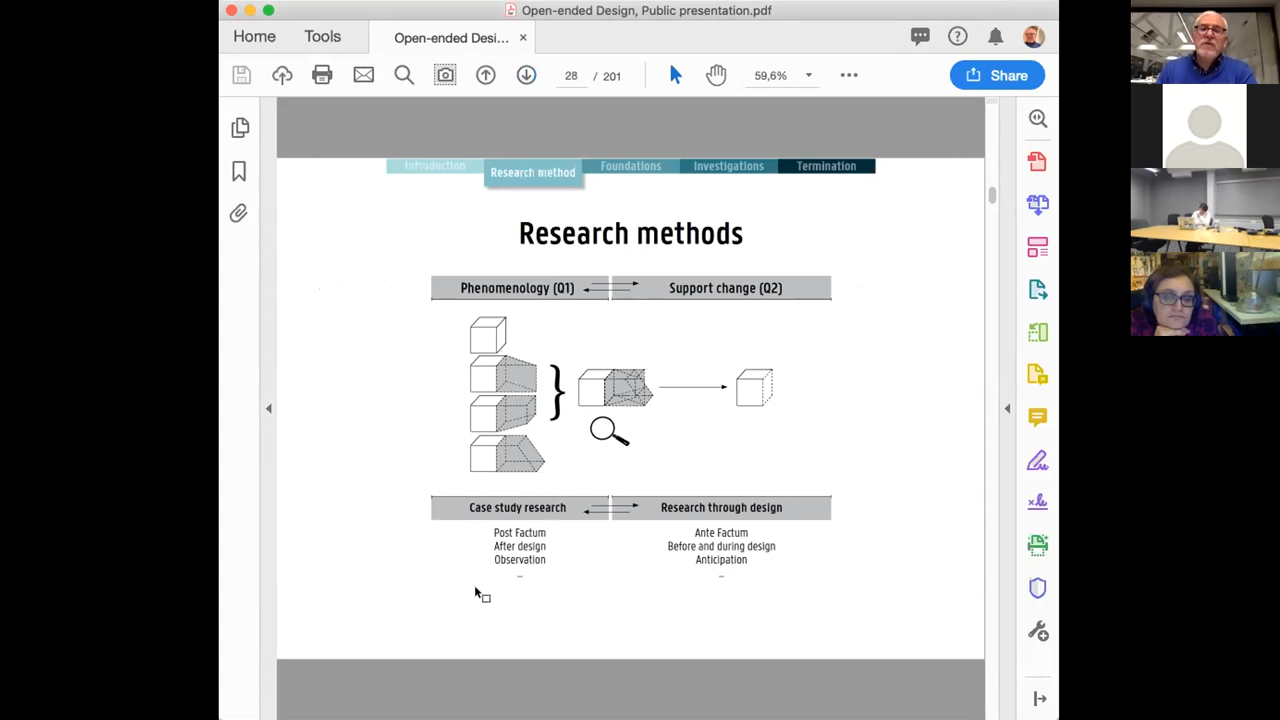 Open-ended Design, Public presentation.pdf
Home Tools Open-ended Desi... ×
28 / 201 59,6% Share
Introduction Research method Foundations Investigations Termination
Research methods
Phenomenology (Q1) Support change (Q2)
Case study research Research through design
Post Factum Ante Factum
After design Before and during design
Observation Anticipation